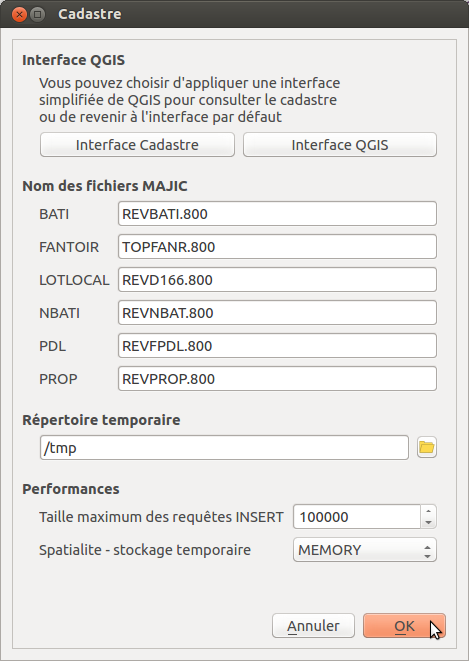 Cadastre
Interface QGIS
Vous pouvez choisir d'appliquer une interface
simplifiée de QGIS pour consulter le cadastre
ou de revenir à l'interface par défaut
Interface Cadastre
Interface QGIS
Nom des fichiers MAJIC
BATI REVBATI.800
FANTOIR TOPFANR.800
LOTLOCAL REVD166.800
NBATI REVNBAT.800
PDL REVFPDL.800
PROP REVPROP.800
Répertoire temporaire
/tmp
Performances
Taille maximum des requêtes INSERT 100000
Spatialite - stockage temporaire MEMORY
Annuler OK